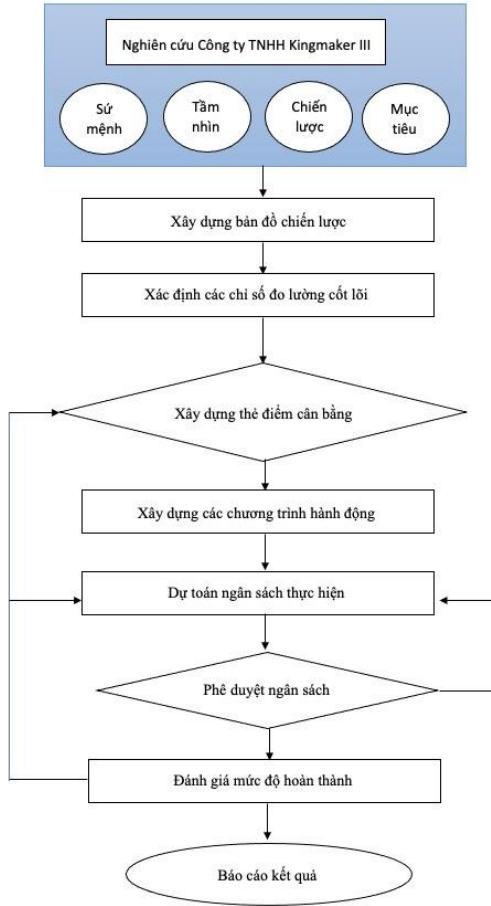 Nghiên cứu Công ty TNHH Kingmaker III
Sứ
mệnh
Tầm
nhìn
Chiến
lược
Mục
tiêu
Xây dựng bản đồ chiến lược
Xác định các chỉ số đo lường cốt lõi
Xây dựng thẻ điểm cân bằng
Xây dựng các chương trình hành động
Dự toán ngân sách thực hiện
Phê duyệt ngân sách
Đánh giá mức độ hoàn thành
Báo cáo kết quả